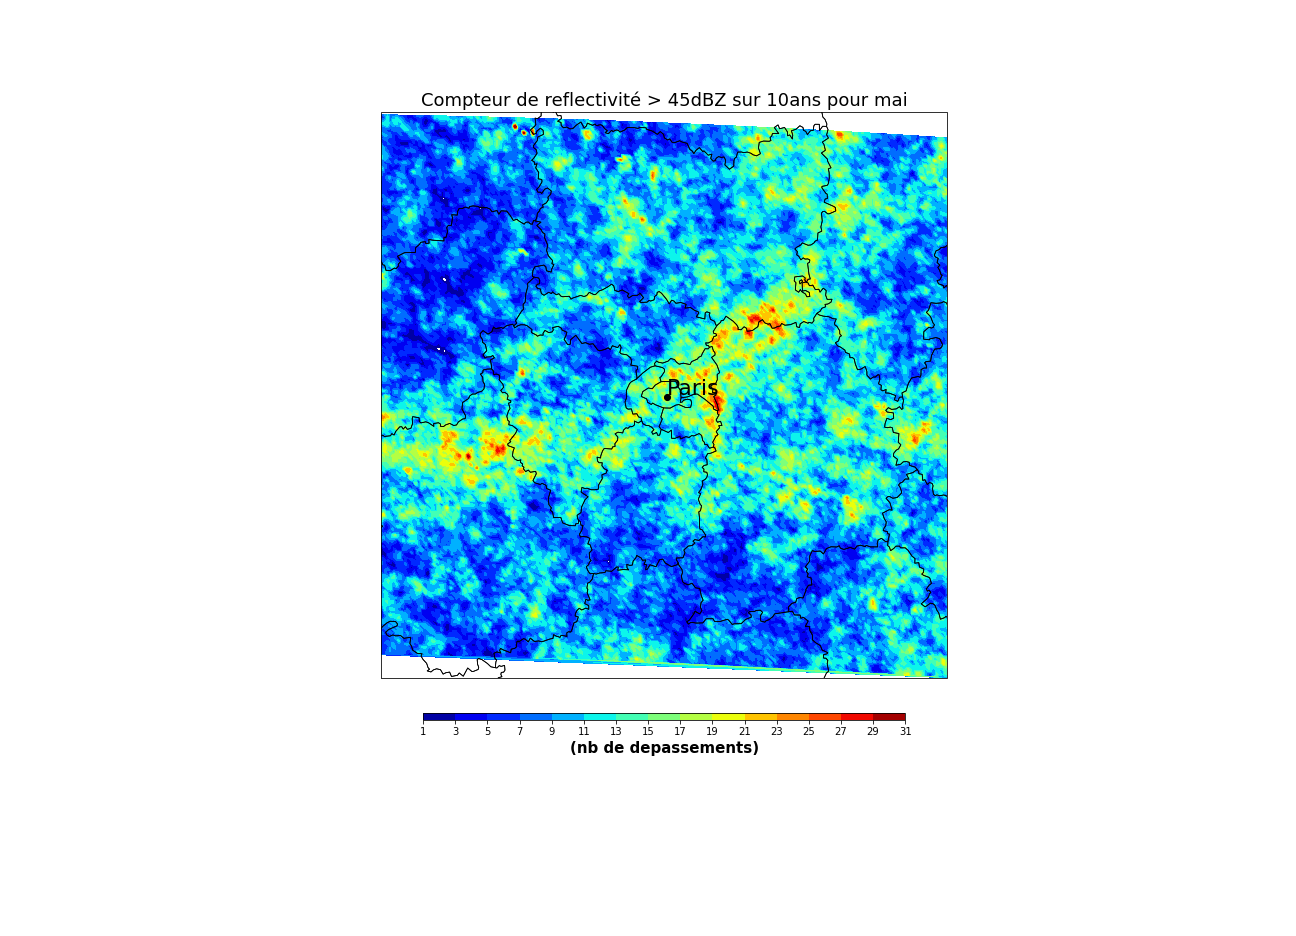 Compteur de reflectivité > 45dBZ sur 10ans pour mai
Paris
1 3 5 7 9 11 13 15 17 19 21 23 25 27 29 31
(nb de depassements)